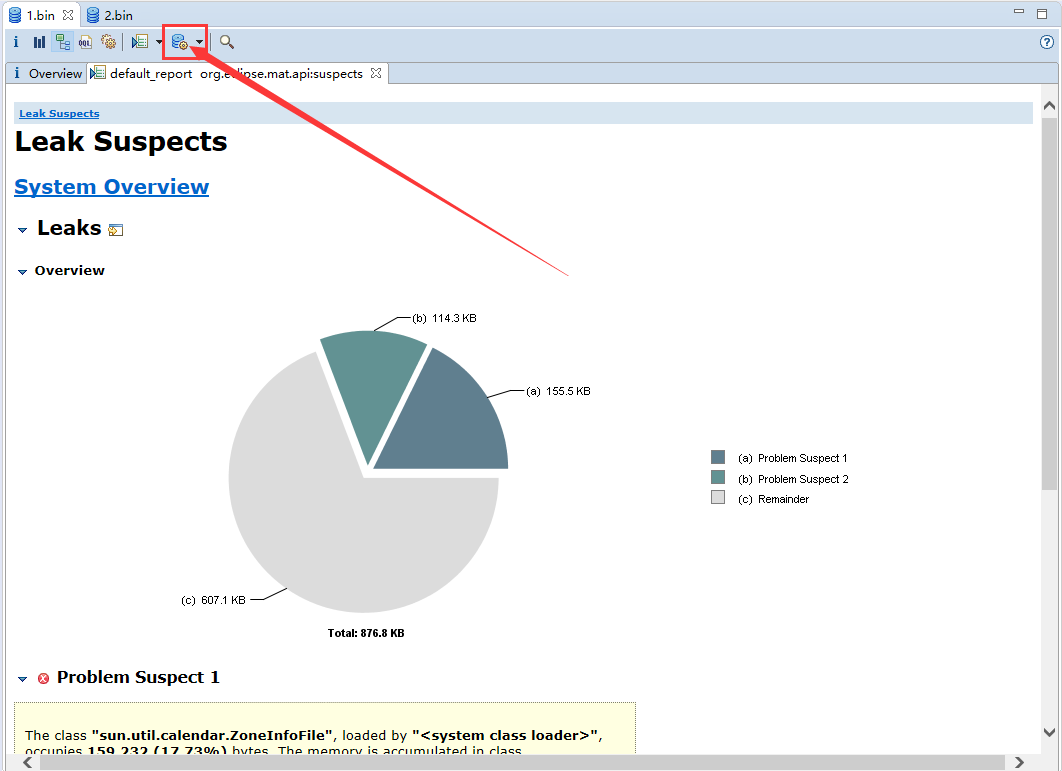 1.bin 2.bin
i OQL ?
i Overview default_report org.eclipse.mat.api:suspects
Leak Suspects
Leak Suspects
System Overview
Leaks
Overview
(b) 114.3 KB
(a) 155.5 KB
(a) Problem Suspect 1
(b) Problem Suspect 2
(c) Remainder
(c) 607.1 KB
Total: 876.8 KB
Problem Suspect 1
The class "sun.util.calendar.ZoneInfoFile", loaded by "<system class loader>",
occupies 159,232 (17.73%) bytes. The memory is accumulated in class